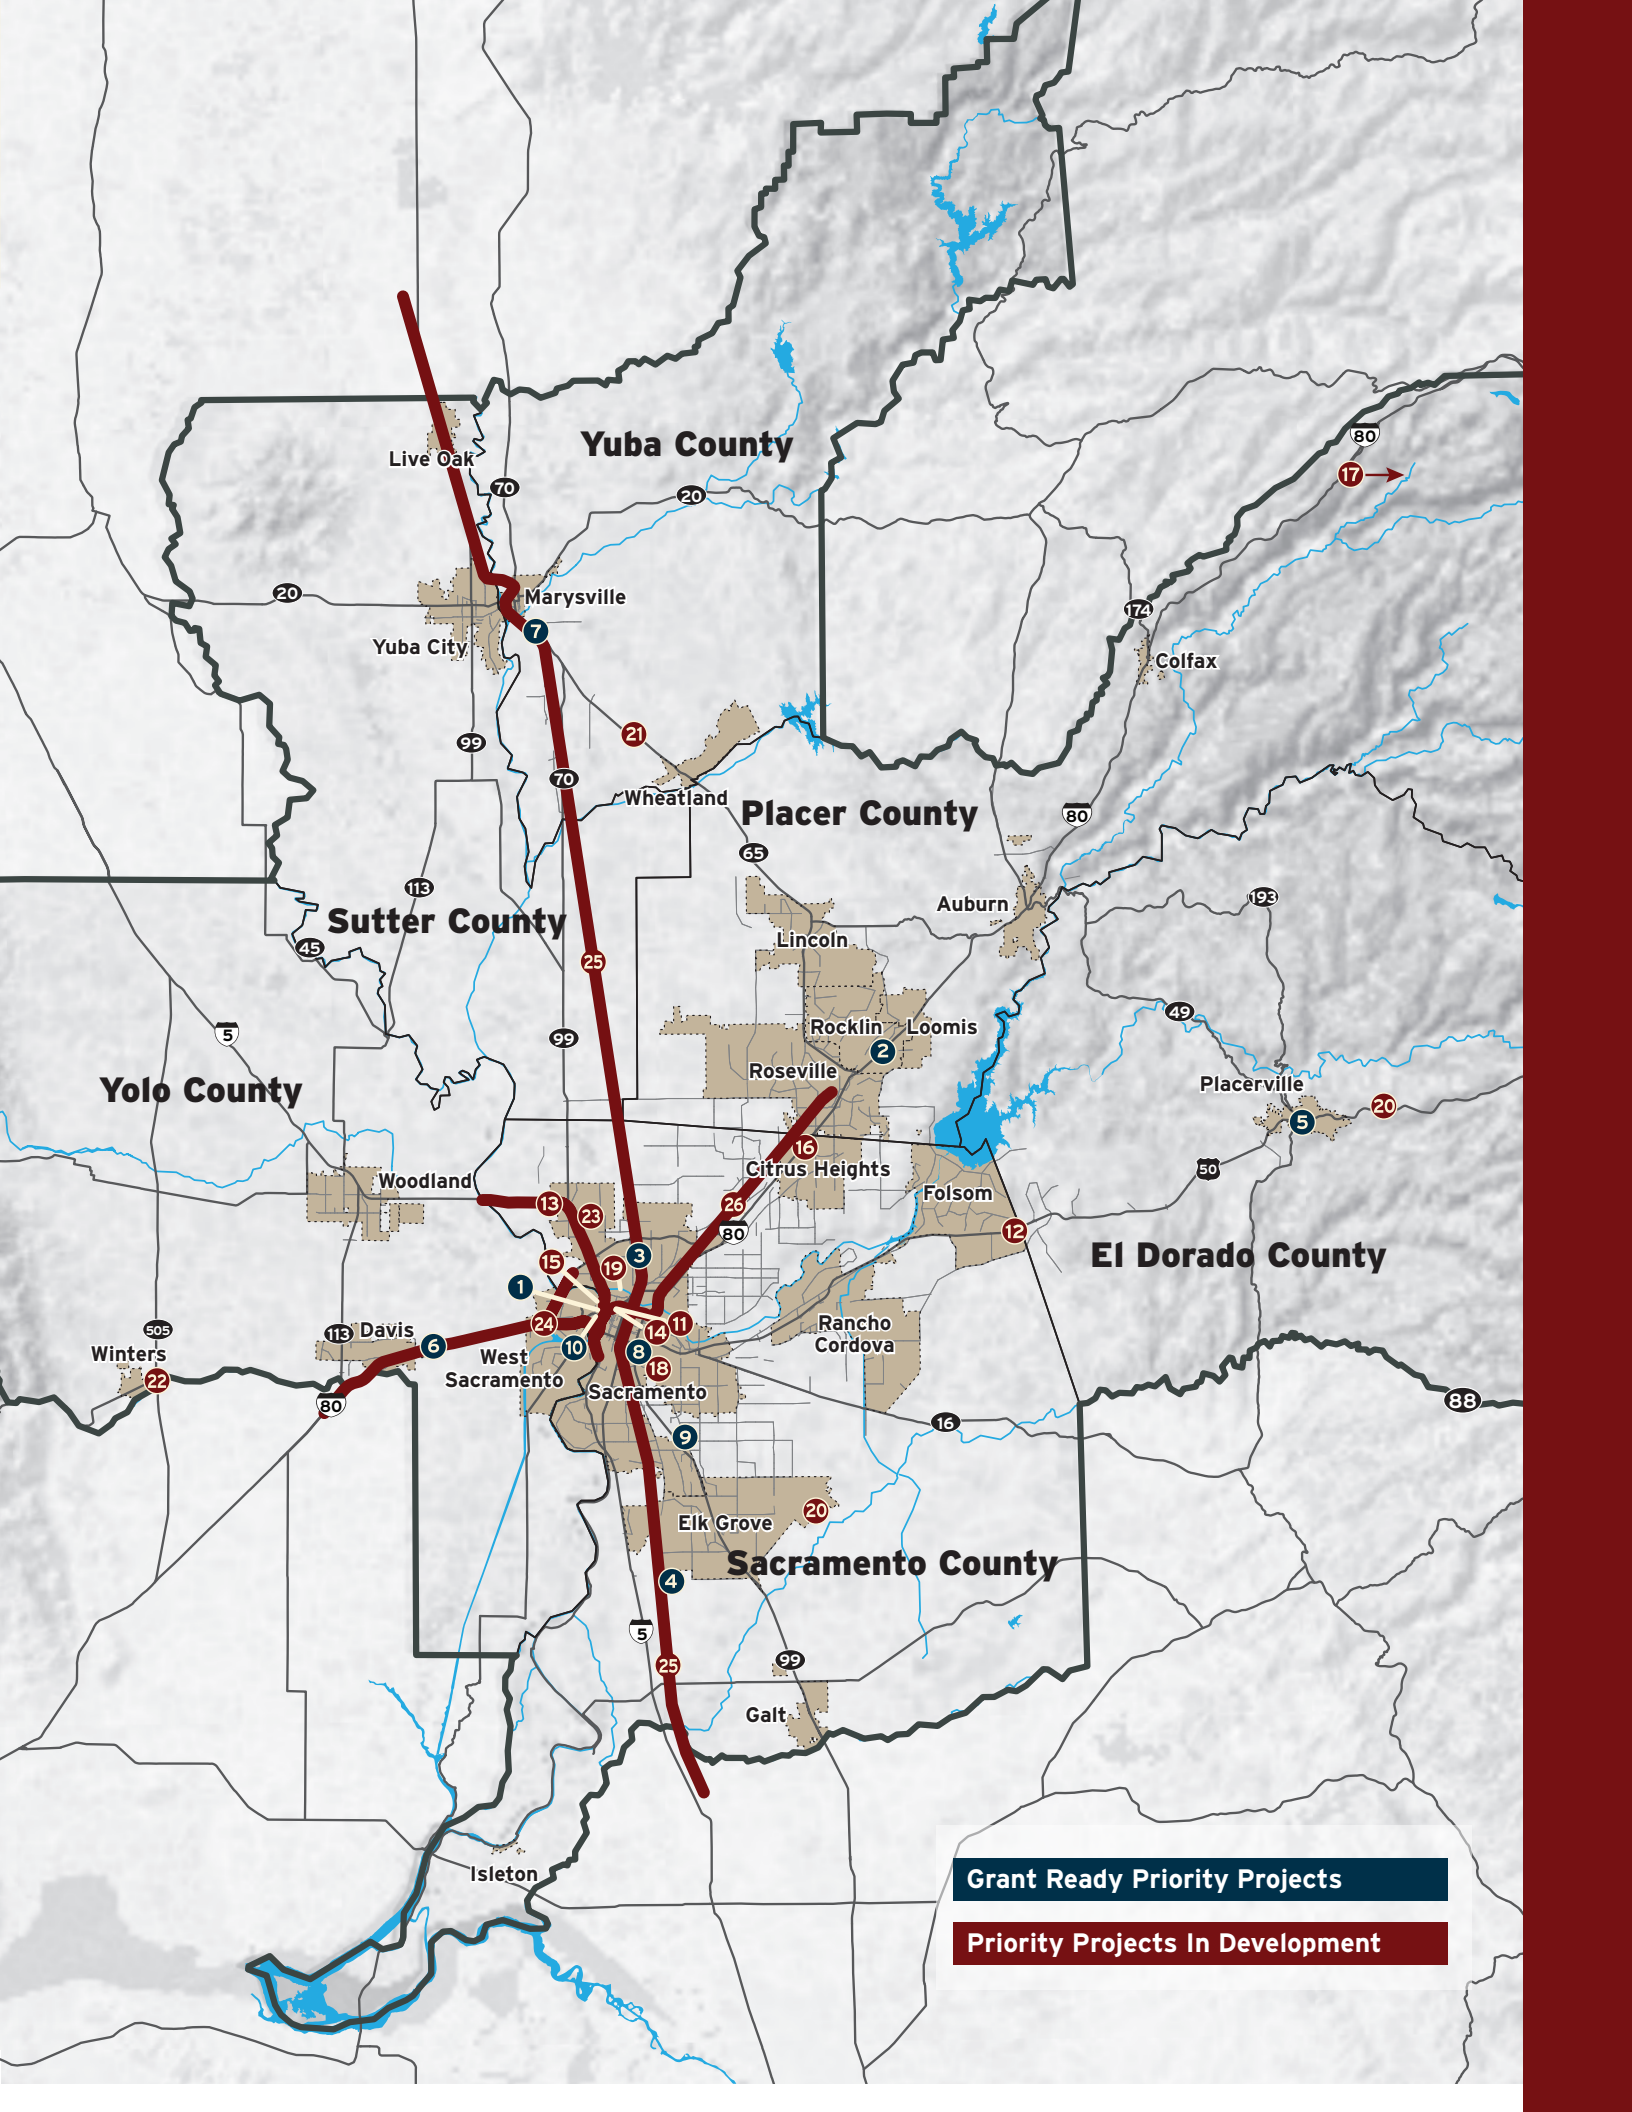 80
17
Live Oak
Yuba County
70
20
20
Marysville
7
Yuba City
174
Colfax
21
99
70
Wheatland
Placer County
80
65
113
193
Auburn
Sutter County
Lincoln
45
25
49
5
99
Rocklin
Loomis
2
Roseville
Placerville
Yolo County
20
5
16
Citrus Heights
50
Woodland
Folsom
13
26
23
12
80
3
El Dorado County
15
19
1
24
11
Rancho
Cordova
505
113
Davis
14
6
10
8
Winters
West
Sacramento
18
22
Sacramento
80
88
16
9
20
Elk Grove
Sacramento County
4
5
25
99
Galt
Isleton
Grant Ready Priority Projects
Priority Projects In Development